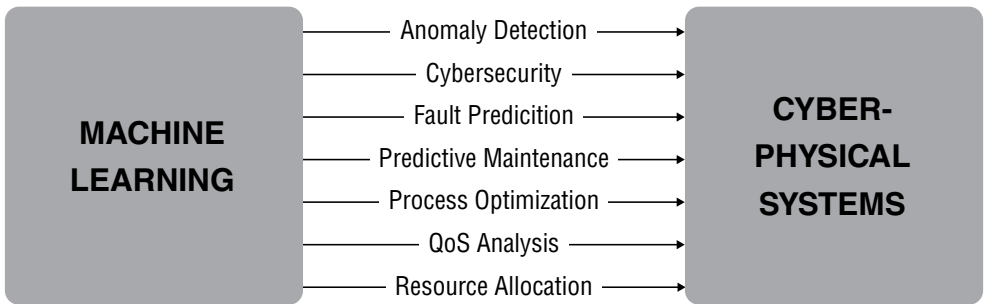 MACHINE
LEARNING
Anomaly Detection
Cybersecurity
Fault Predicition
Predictive Maintenance
Process Optimization
QoS Analysis
Resource Allocation
CYBER-
PHYSICAL
SYSTEMS